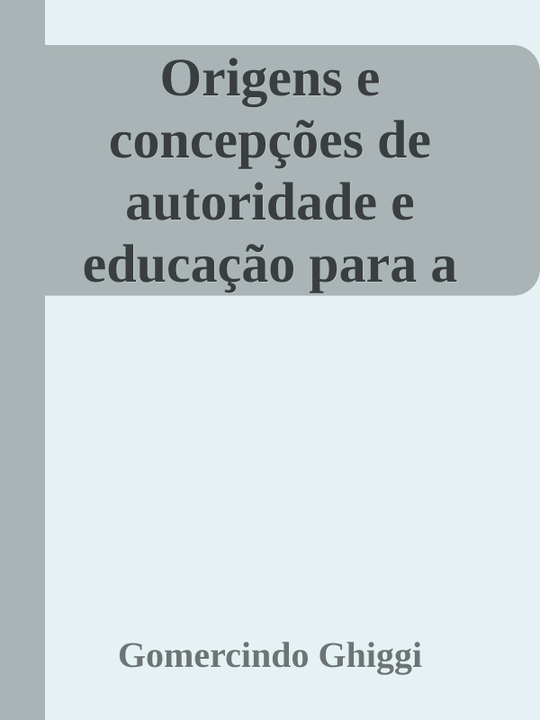 Origens e
concepções de
autoridade e
educação para a
Gomercindo Ghiggi